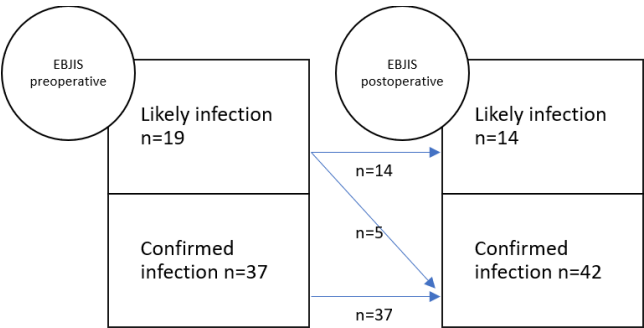 EBJIS
preoperative
Likely infection
n=19
Confirmed
infection n=37
n=14
n=5
n=37
EBJIS
postoperative
Likely infection
n=14
Confirmed
infection n=42